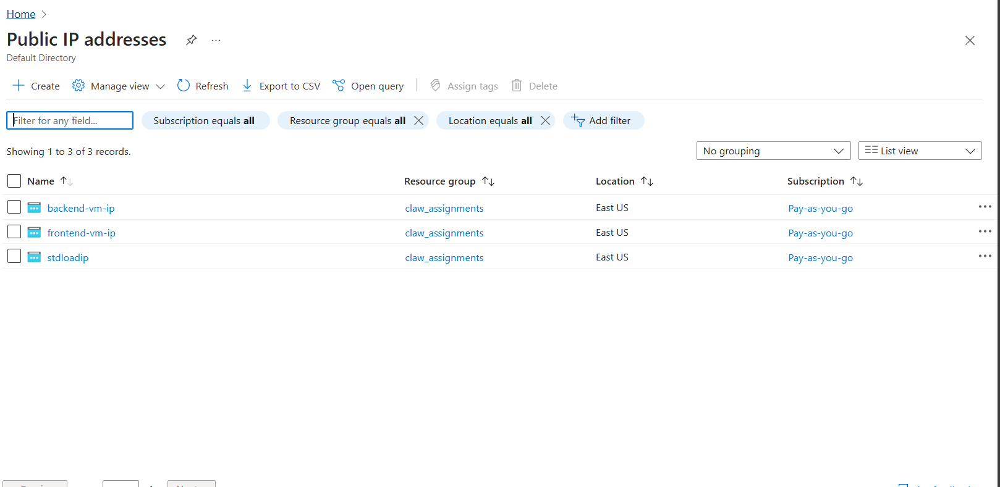 Home
Public IP addresses ...
Default Directory
Create Manage view Refresh Export to CSV Open query Assign tags Delete
Filter for any field... Subscription equals all Resource group equals all Location equals all Add filter
Showing 1 to 3 of 3 records. No grouping List view
Name Resource group Location Subscription
backend-vm-ip claw_assignments East US Pay-as-you-go
frontend-vm-ip claw_assignments East US Pay-as-you-go
stdloadip claw_assignments East US Pay-as-you-go